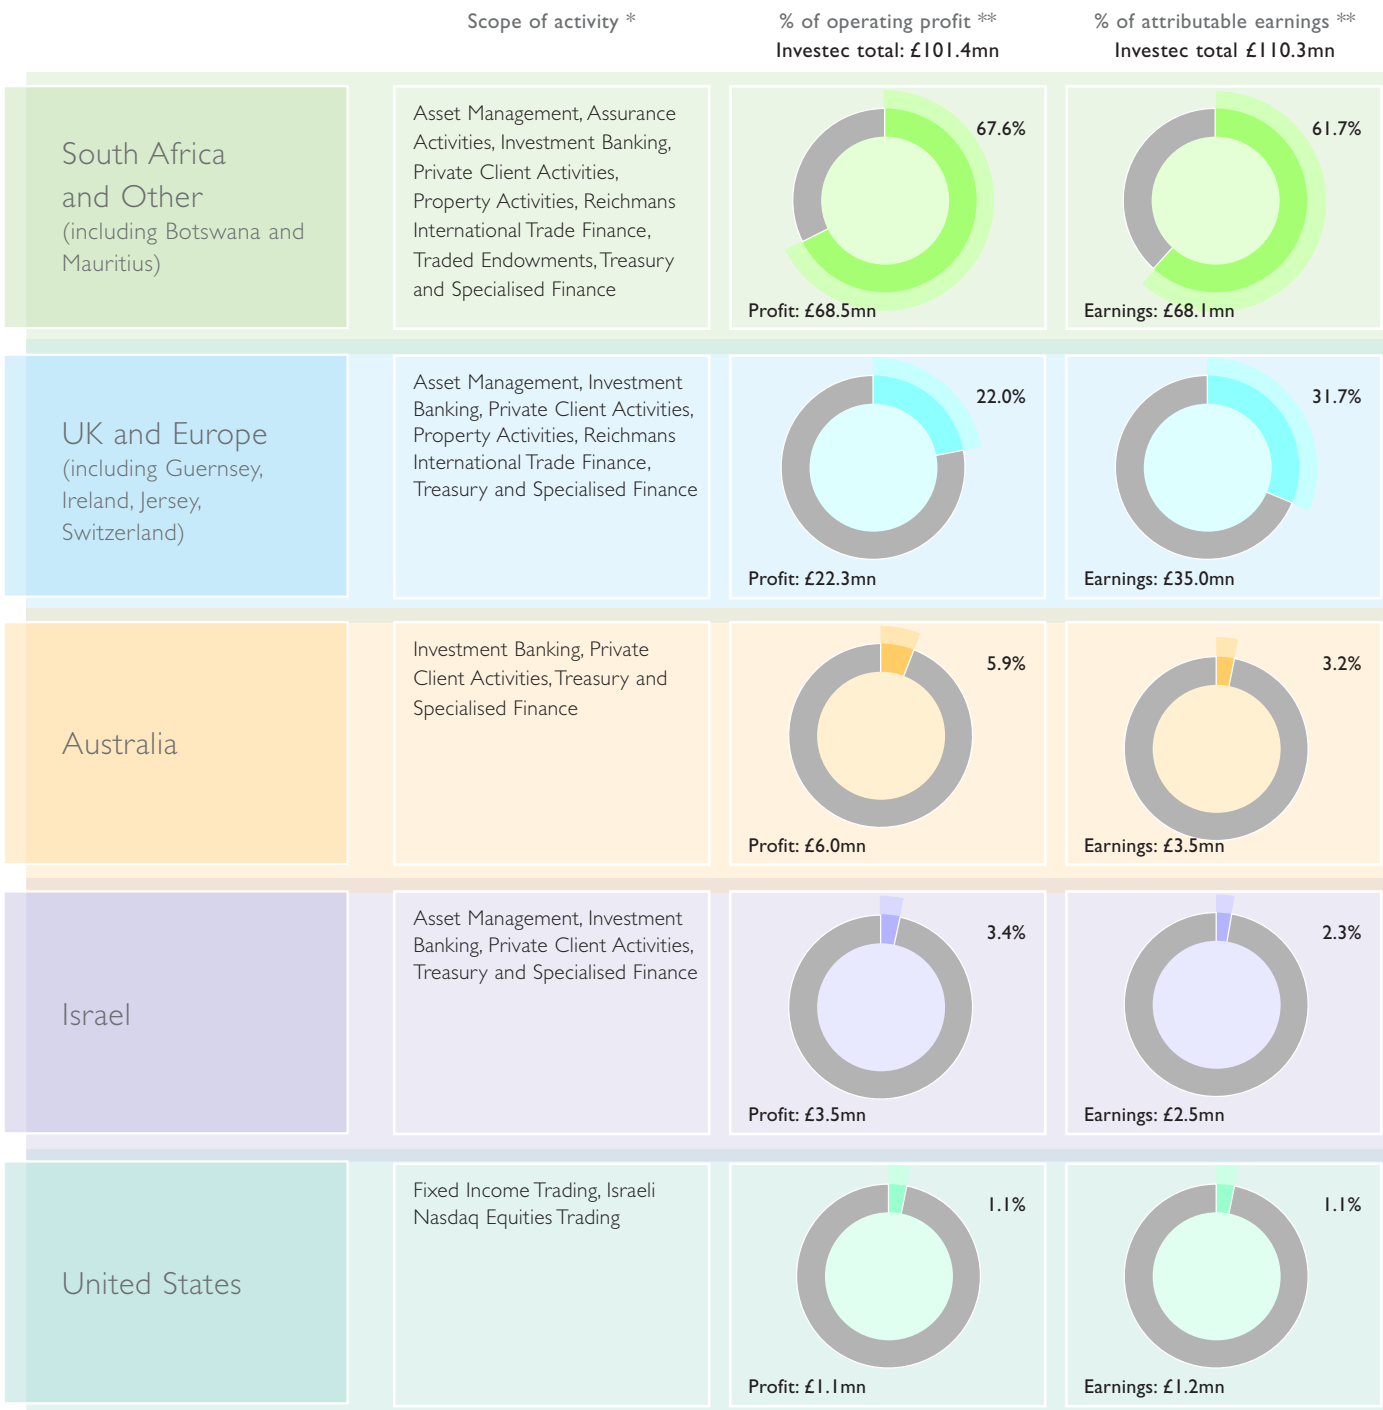 Scope of activity *
% of operating profit **
Investec total: £101.4mn
% of attributable earnings **
Investec total £110.3mn
South Africa
and Other
(including Botswana and
Mauritius)
Asset Management, Assurance
Activities, Investment Banking,
Private Client Activities,
Property Activities, Reichmans
International Trade Finance,
Traded Endowments, Treasury
and Specialised Finance
67.6%
Profit: £68.5mn
61.7%
Earnings: £68.1mn
UK and Europe
(including Guernsey,
Ireland, Jersey,
Switzerland)
Asset Management, Investment
Banking, Private Client Activities,
Property Activities, Reichmans
International Trade Finance,
Treasury and Specialised Finance
22.0%
Profit: £22.3mn
31.7%
Earnings: £35.0mn
Australia
Investment Banking, Private
Client Activities, Treasury and
Specialised Finance
5.9%
Profit: £6.0mn
3.2%
Earnings: £3.5mn
Israel
Asset Management, Investment
Banking, Private Client Activities,
Treasury and Specialised Finance
3.4%
Profit: £3.5mn
2.3%
Earnings: £2.5mn
United States
Fixed Income Trading, Israeli
Nasdaq Equities Trading
1.1%
Profit: £1.1mn
1.1%
Earnings: £1.2mn